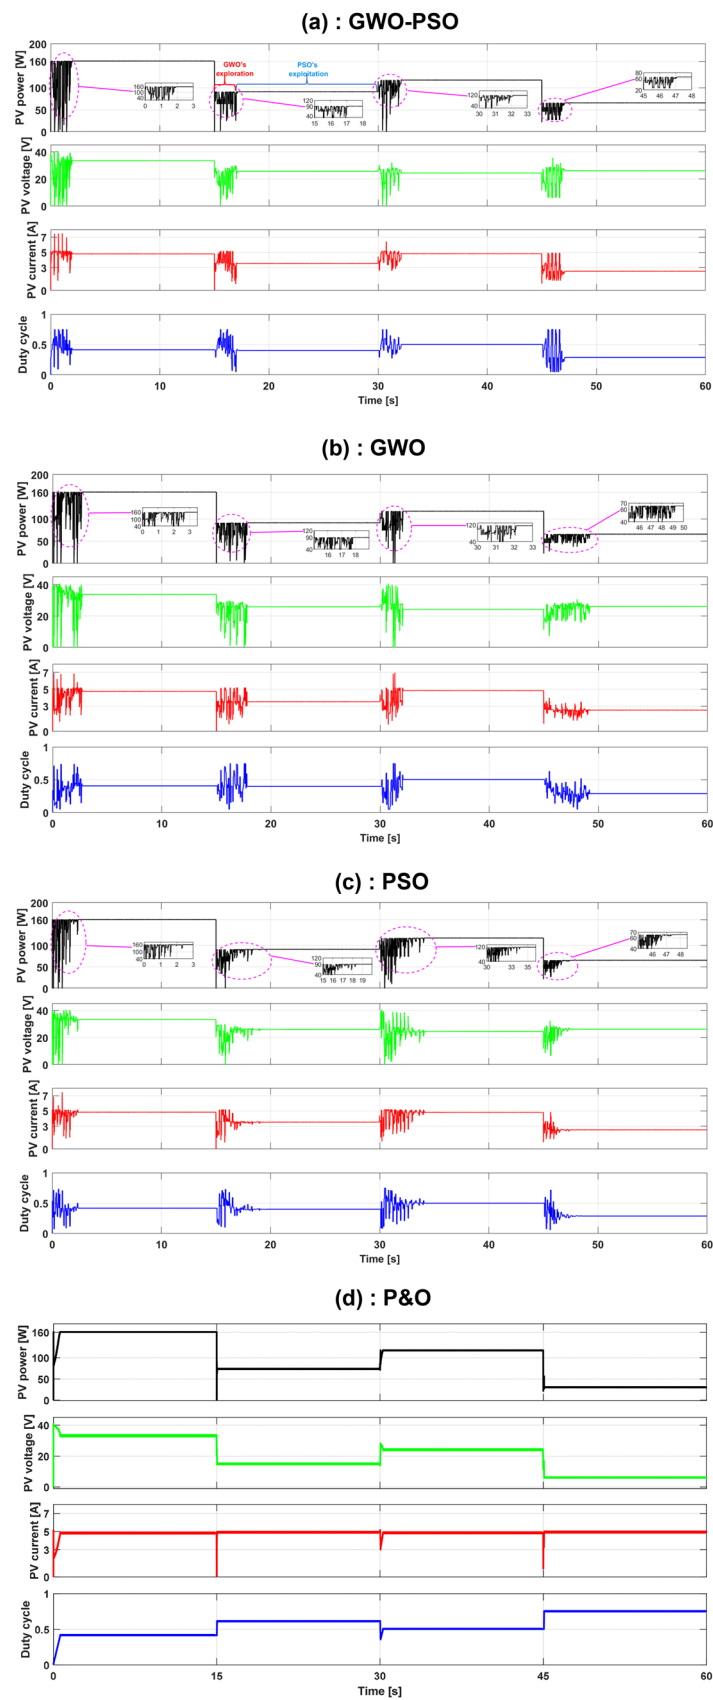 (a) : GWO-PSO
PV power [W]
200
160
100
50
0
GWO's
exploration
PSO's
exploitation
160
100
40
0 1 2 3
120
90
40
15 16 17 18
120
40
30 31 32 33
80
60
20
45 46 47 48
PV voltage [V]
40
20
0
PV current [A]
7
5
3
0
Duty cycle
1
0.5
0
0 10 20 30 40 50 60
Time [s]
(b) : GWO
PV power [W]
200
160
100
50
0
160
100
40
0 1 2 3
120
90
40
16 17 18
120
40
30 31 32 33
70
60
40
46 47 48 49 50
PV voltage [V]
40
20
0
PV current [A]
7
5
3
0
Duty cycle
1
0.5
0
0 10 20 30 40 50 60
Time [s]
(c) : PSO
PV power [W]
200
160
100
50
0
160
100
40
0 1 2 3
120
90
40
15 16 17 18 19
120
80
40
30 33 35
70
60
40
46 47 48
PV voltage [V]
40
20
0
PV current [A]
7
5
3
0
Duty cycle
1
0.5
0
0 10 20 30 40 50 60
Time [s]
(d) : P&O
PV power [W]
160
100
50
0
PV voltage [V]
40
20
0
PV current [A]
7
5
3
0
Duty cycle
1
0.5
0
0 15 30 45 60
Time [s]